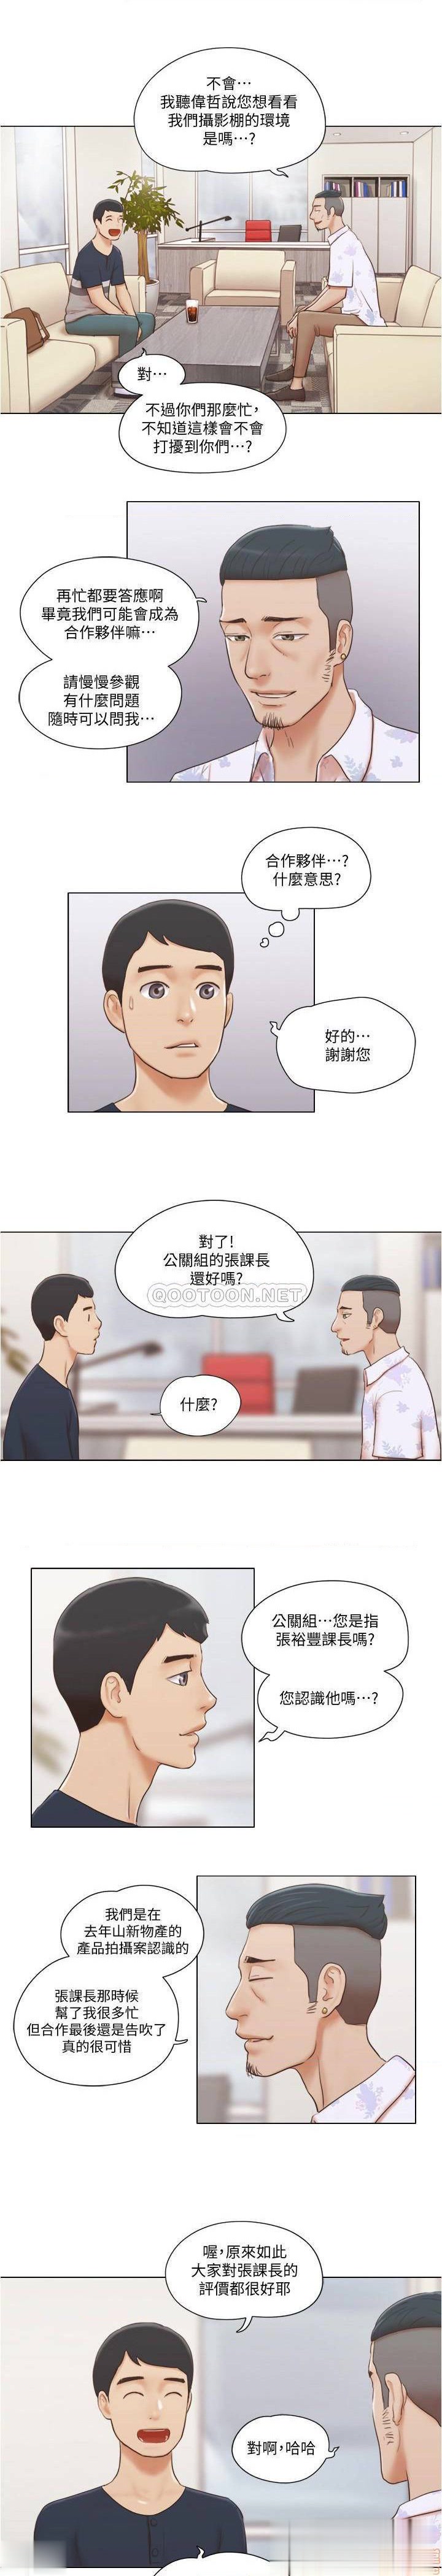 不會⋯
我聽偉哲說您想看看
我們攝影棚的環境
是嗎⋯?
對⋯
不過你們那麼忙，
不知道這樣會不會
打擾到你們⋯?
再忙都要答應啊
畢竟我們可能會成為
合作夥伴嘛⋯
請慢慢參觀
有什麼問題
隨時可以問我⋯
合作夥伴⋯?
什麼意思?
好的⋯
謝謝您
對了!
公關組的張課長
還好嗎?
QOOTOON.NET
什麼?
公關組⋯您是指
張裕豐課長嗎?
您認識他嗎⋯?
我們是在
去年山新物產的
產品拍攝案認識的
張課長那時候
幫了我很多忙
但合作最後還是告吹了
真的很可惜
喔，原來如此
大家對張課長的
評價都很好耶
對啊，哈哈